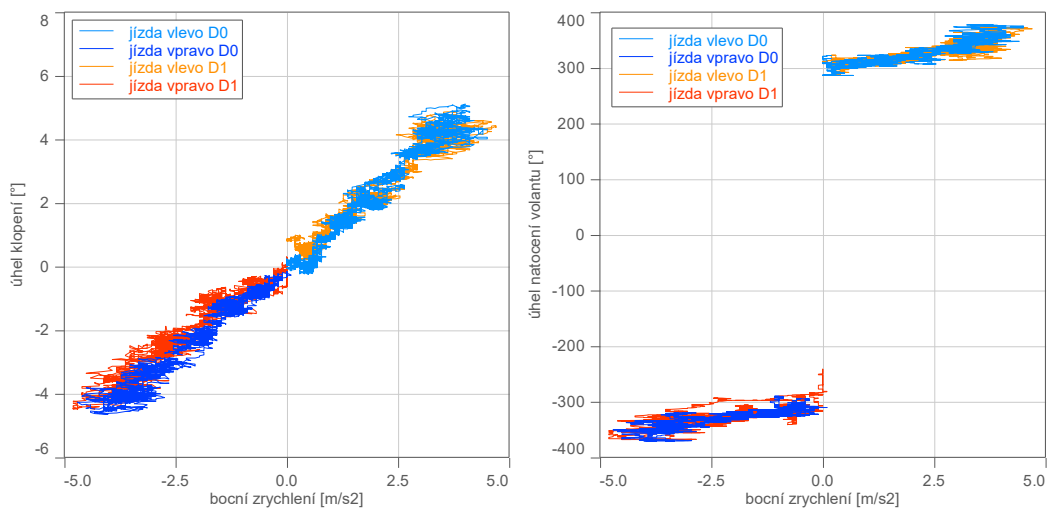 8
6
4
2
0
-2
-4
-6
-5.0
-2.5
0.0
2.5
5.0
úhel klopení [°]
bocní zrychlení [m/s2]
jízda vlevo D0
jízda vpravo D0
jízda vlevo D1
jízda vpravo D1
400
300
200
100
0
-100
-200
-300
-400
-5.0
-2.5
0.0
2.5
5.0
úhel natocení volantu [°]
bocní zrychlení [m/s2]
jízda vlevo D0
jízda vpravo D0
jízda vlevo D1
jízda vpravo D1